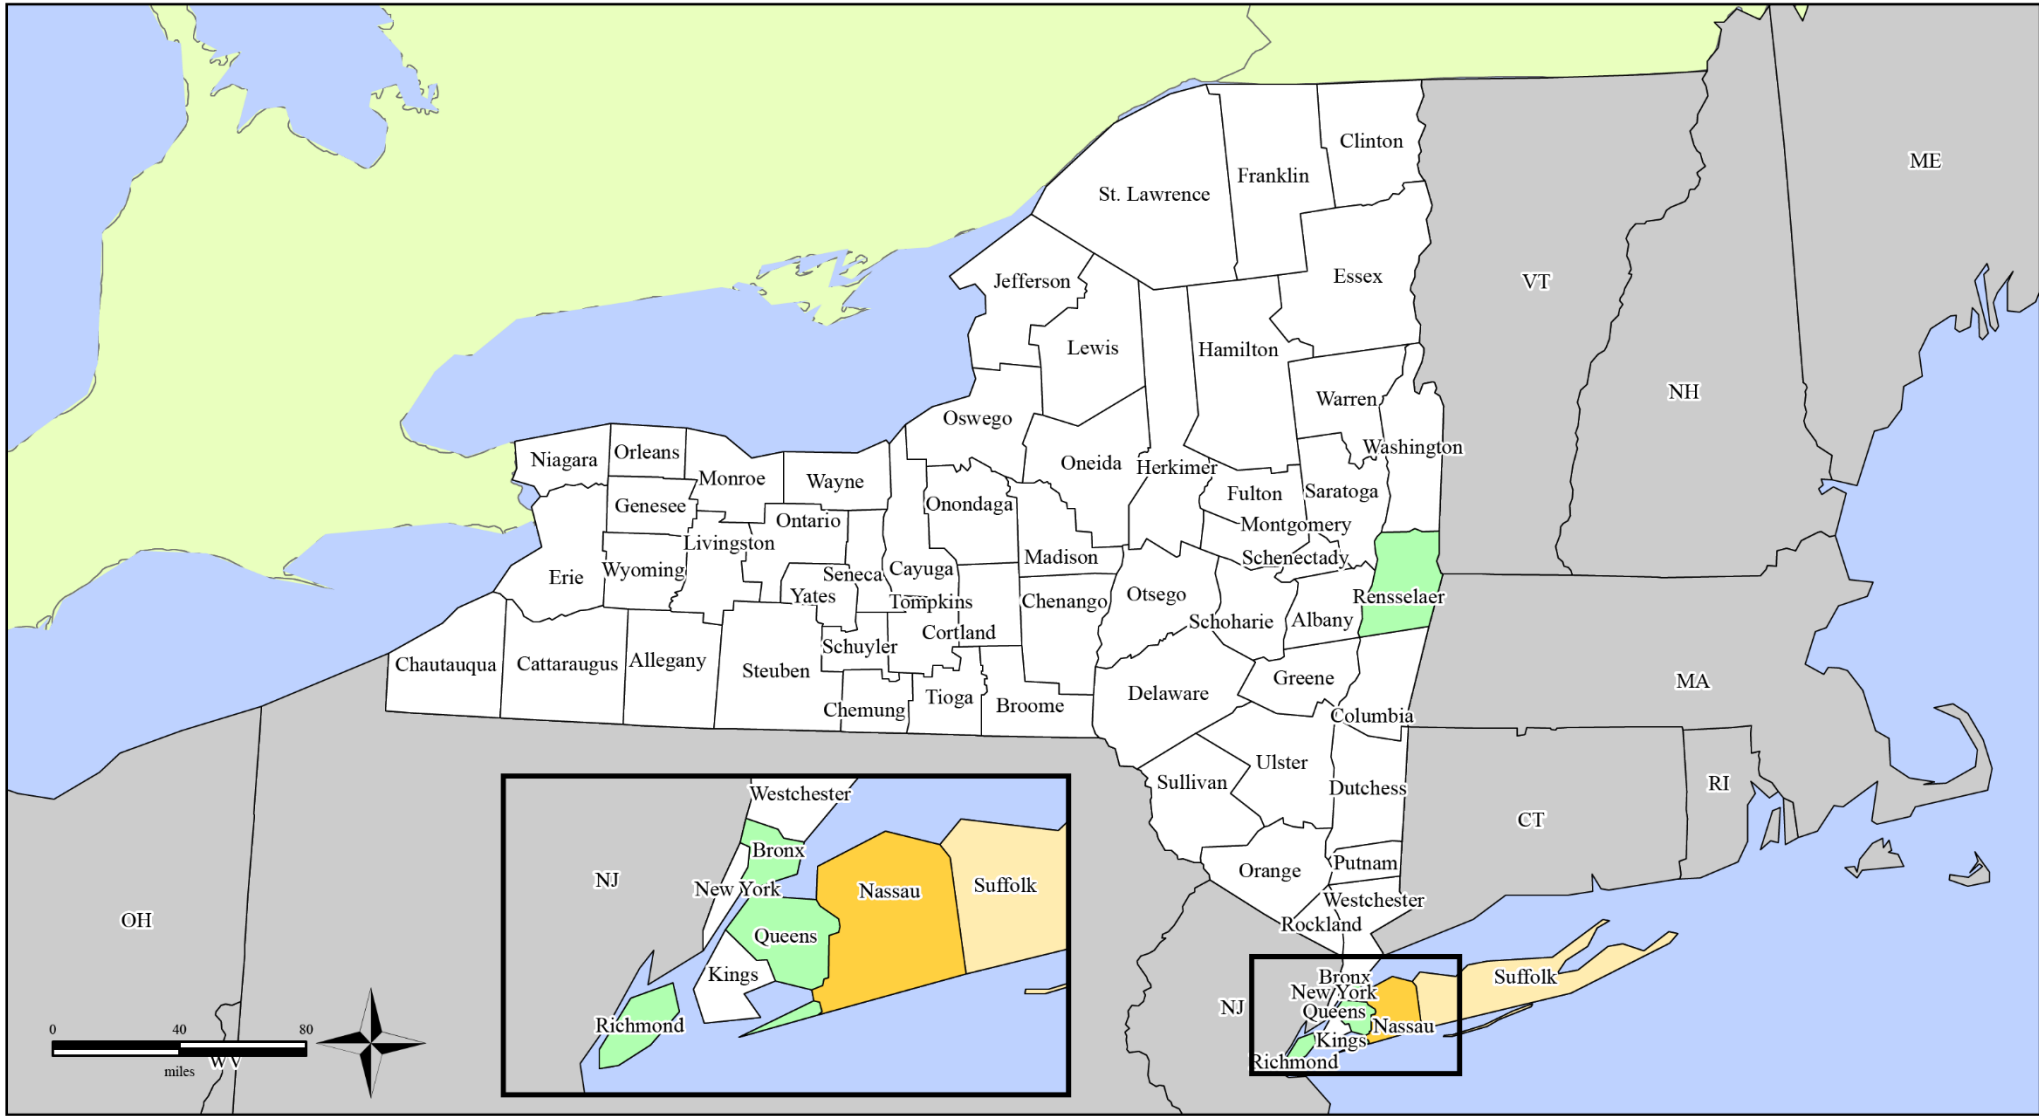 Clinton
Franklin
ME
St. Lawrence
Essex
Jefferson
VT
Lewis
Hamilton
NH
Warren
Oswego
Washington
Orleans
Niagara
Oneida
Herkimer
Monroe
Wayne
Fulton
Saratoga
Onondaga
Genesee
Ontario
Montgomery
Livingston
Madison
Schenectady
Wyoming
Cayuga
Seneca
Erie
Otsego
Yates
Rensselaer
Tompkins
Chenango
Schoharie
Albany
Cortland
Schuyler
Chautauqua
Cattaraugus
Allegany
Steuben
Greene
MA
Delaware
Tioga
Broome
Chemung
Columbia
Ulster
Sullivan
RI
Dutchess
Westchester
CT
Bronx
Putnam
Orange
NJ
New York
Nassau
Suffolk
Westchester
OH
Rockland
Queens
Kings
Bronx
Suffolk
New York
NJ
Queens
Richmond
Nassau
0 40 80
Kings
WV
Richmond
miles